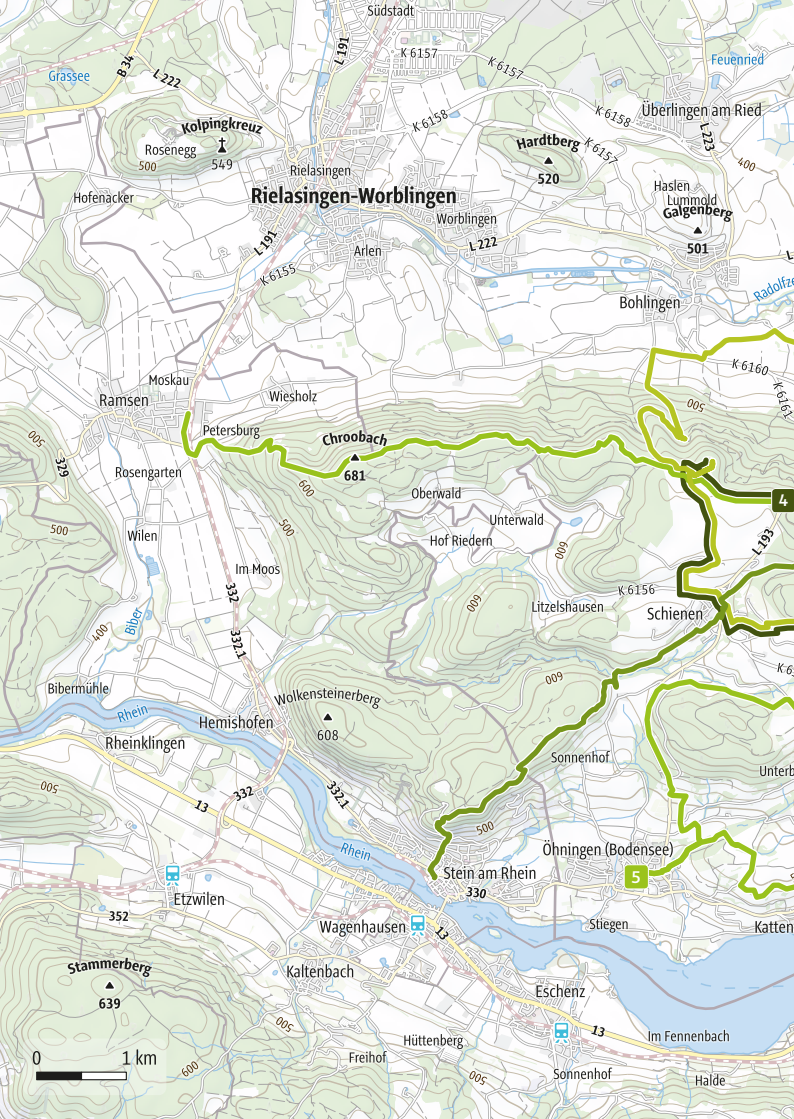 Südstadt
L 191
K 6157
B 34
Grassee
L 222
K 6157
Feuenried
K 6158
K 6158
Überlingen am Ried
Kolpingkreuz
Rosenegg
500
549
Hardtberg
K 6157
L 223
520
400
Rielasingen
Hofenacker
Rielasingen-Worblingen
Haslen
Lummold
Galgenberg
Worblingen
L 191
Arlen
L 222
501
K 6155
Bohlingen
K 6160
K 6161
Moskau
Ramsen
Wiesholz
500
Petersburg
Chroobach
500
329
Rosengarten
681
600
Oberwald
4
500
500
Wilen
Unterwald
Hof Riedern
L 193
600
Im Moos
332
K 6156
600
Litzelshausen
Schienen
Biber
400
332.1
600
Bibermühle
Wolkensteinerberg
Rhein
Hemishofen
608
Rheinklingen
Sonnenhof
500
13
332
332.1
500
Rhein
Öhningen (Bodensee)
Stein am Rhein
5
330
Etzwilen
352
Wagenhausen
13
Stiegen
Stammerberg
Kaltenbach
639
Eschenz
500
13
Im Fennenbach
0
1 km
Hüttenberg
Freihof
600
500
Sonnenhof
Halde